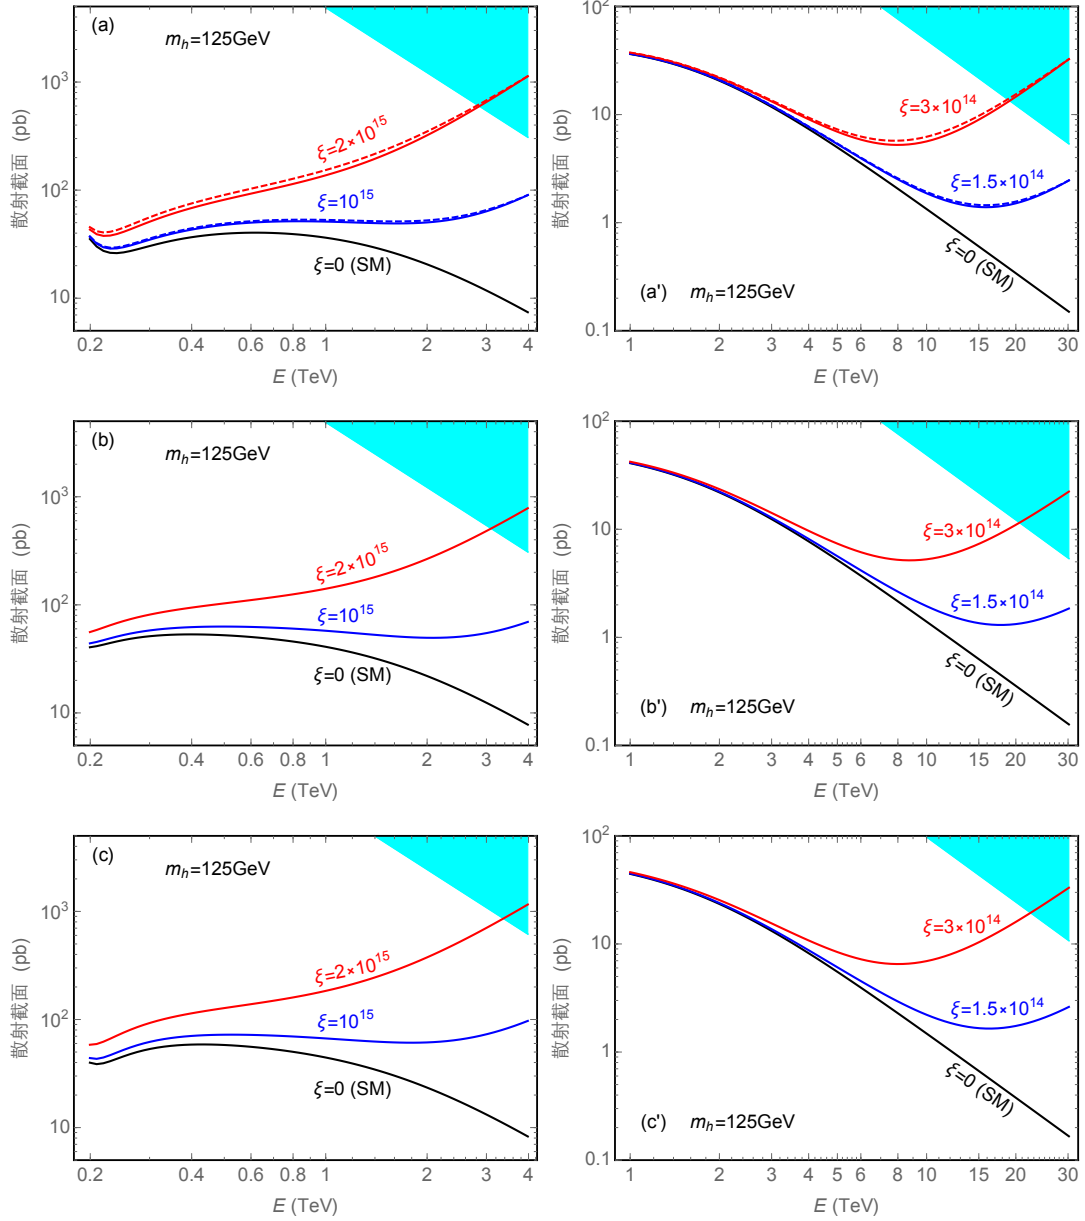 (a)
m_h=125GeV
ξ=2×10^15
ξ=10^15
ξ=0 (SM)
散射截面 (pb)
10^3
10^2
10
0.2 0.4 0.6 0.8 1 2 3 4
E (TeV)
(a')
m_h=125GeV
ξ=3×10^14
ξ=1.5×10^14
ξ=0 (SM)
散射截面 (pb)
10^2
10
1
0.1
1 2 3 4 5 6 8 10 15 20 30
E (TeV)
(b)
m_h=125GeV
ξ=2×10^15
ξ=10^15
ξ=0 (SM)
散射截面 (pb)
10^3
10^2
10
0.2 0.4 0.6 0.8 1 2 3 4
E (TeV)
(b')
m_h=125GeV
ξ=3×10^14
ξ=1.5×10^14
ξ=0 (SM)
散射截面 (pb)
10^2
10
1
0.1
1 2 3 4 5 6 8 10 15 20 30
E (TeV)
(c)
m_h=125GeV
ξ=2×10^15
ξ=10^15
ξ=0 (SM)
散射截面 (pb)
10^3
10^2
10
0.2 0.4 0.6 0.8 1 2 3 4
E (TeV)
(c')
m_h=125GeV
ξ=3×10^14
ξ=1.5×10^14
ξ=0 (SM)
散射截面 (pb)
10^2
10
1
0.1
1 2 3 4 5 6 8 10 15 20 30
E (TeV)